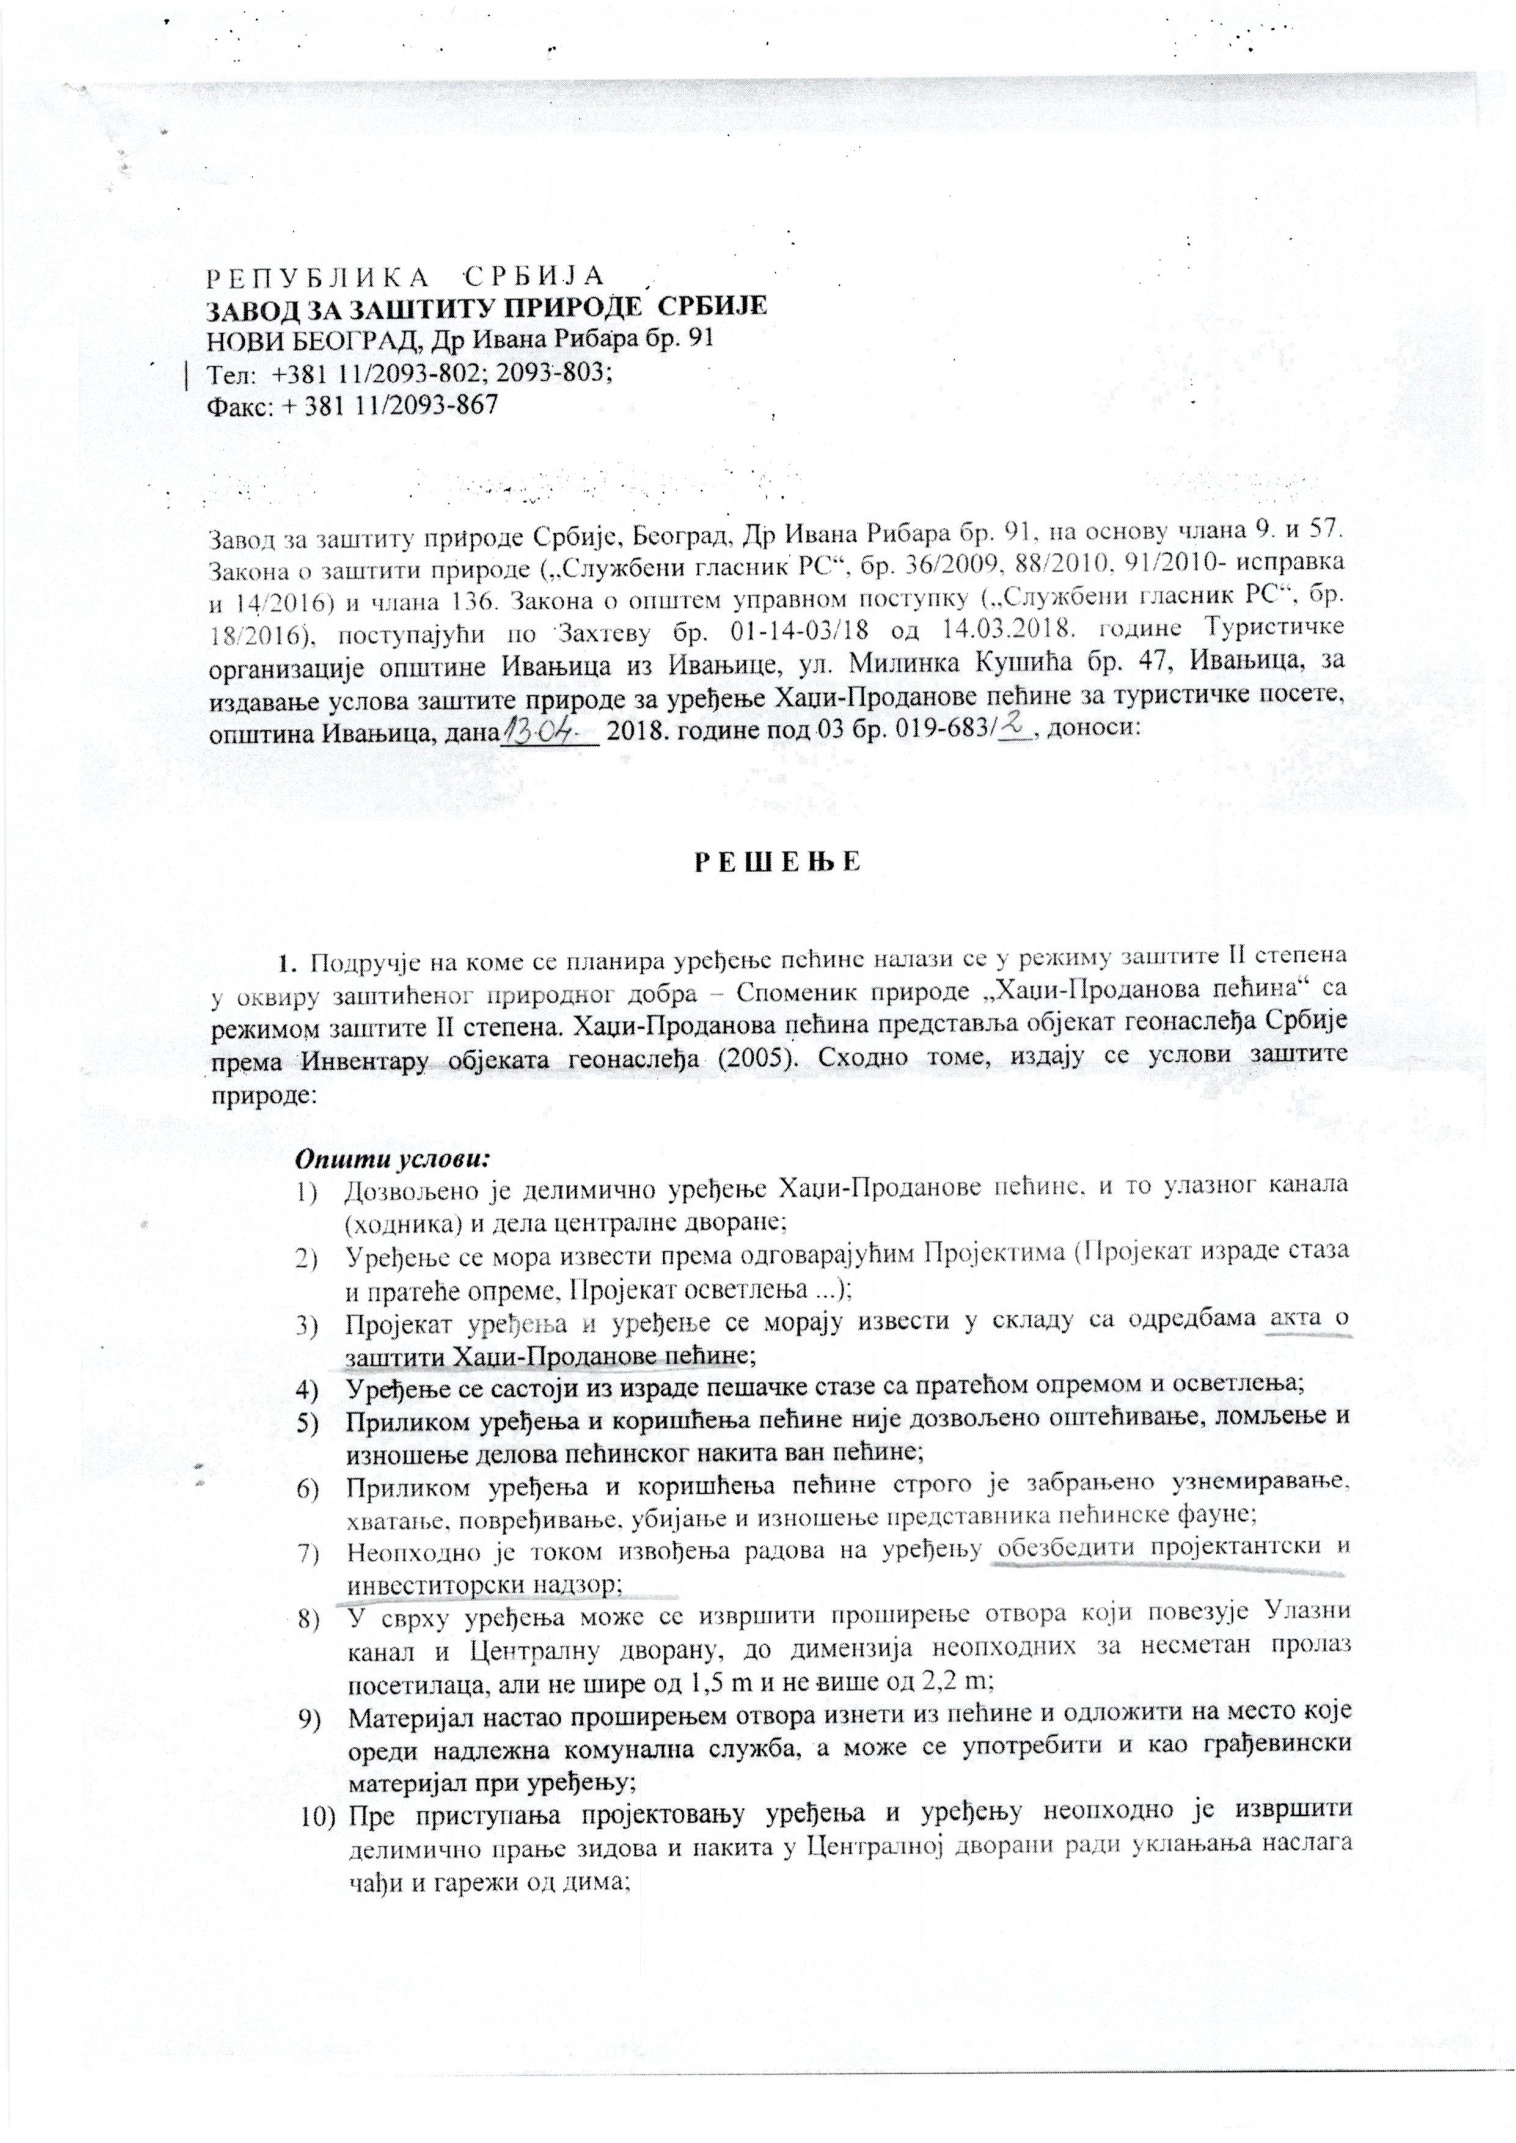 РЕПУБЛИКА СРБИЈА
ЗАВОД ЗА ЗАШТИТУ ПРИРОДЕ СРБИЈЕ
НОВИ БЕОГРАД, Др Ивана Рибара бр. 91
Тел: +381 11/2093-802; 2093-803;
Факс: + 381 11/2093-867
Завод за заштиту природе Србије, Београд, Др Ивана Рибара бр. 91, на основу члана 9. и 57.
Закона о заштити природе („Службени гласник РС“, бр. 36/2009, 88/2010, 91/2010- исправка
и 14/2016) и члана 136. Закона о општем управном поступку („Службени гласник РС“, бр.
18/2016), поступајући по Захтеву бр. 01-14-03/18 од 14.03.2018. године Туристичке
организације општине Ивањица из Ивањице, ул. Милинка Кушића бр. 47, Ивањица, за
издавање услова заштите природе за уређење Хаџи-Проданове пећине за туристичке посете,
општина Ивањица, дана 13.04. 2018. године под 03 бр. 019-683/2, доноси:
Р Е Ш Е Њ Е
1. Подручје на коме се планира уређење пећине налази се у режиму заштите II степена
у оквиру заштићеног природног добра – Споменик природе „Хаџи-Проданова пећина“ са
режимом заштите II степена. Хаџи-Проданова пећина представља објекат геонаслеђа Србије
према Инвентару објеката геонаслеђа (2005). Сходно томе, издају се услови заштите
природе:
Општи услови:
1) Дозвољено је делимично уређење Хаџи-Проданове пећине, и то улазног канала
(ходника) и дела централне дворане;
2) Уређење се мора извести према одговарајућим Пројектима (Пројекат израде стаза
и пратеће опреме, Пројекат осветлења ...);
3) Пројекат уређења и уређење се морају извести у складу са одредбама акта о
заштити Хаџи-Проданове пећине;
4) Уређење се састоји из израде пешачке стазе са пратећом опремом и осветлења;
5) Приликом уређења и коришћења пећине није дозвољено оштећивање, ломљење и
изношење делова пећинског накита ван пећине;
6) Приликом уређења и коришћења пећине строго је забрањено узнемиравање,
хватање, повређивање, убијање и изношење представника пећинске фауне;
7) Неопходно је током извођења радова на уређењу обезбедити пројектантски и
инвеститорски надзор;
8) У сврху уређења може се извршити проширење отвора који повезује Улазни
канал и Централну дворану, до димензија неопходних за несметан пролаз
посетилаца, али не шире од 1,5 m и не више од 2,2 m;
9) Материјал настао проширењем отвора изнети из пећине и одложити на место које
ореди надлежна комунална служба, а може се употребити и као грађевински
материјал при уређењу;
10) Пре приступања пројектовању уређења и уређењу неопходно је извршити
делимично прање зидова и накита у Централној дворани ради уклањања наслага
чађи и гарежи од дима;